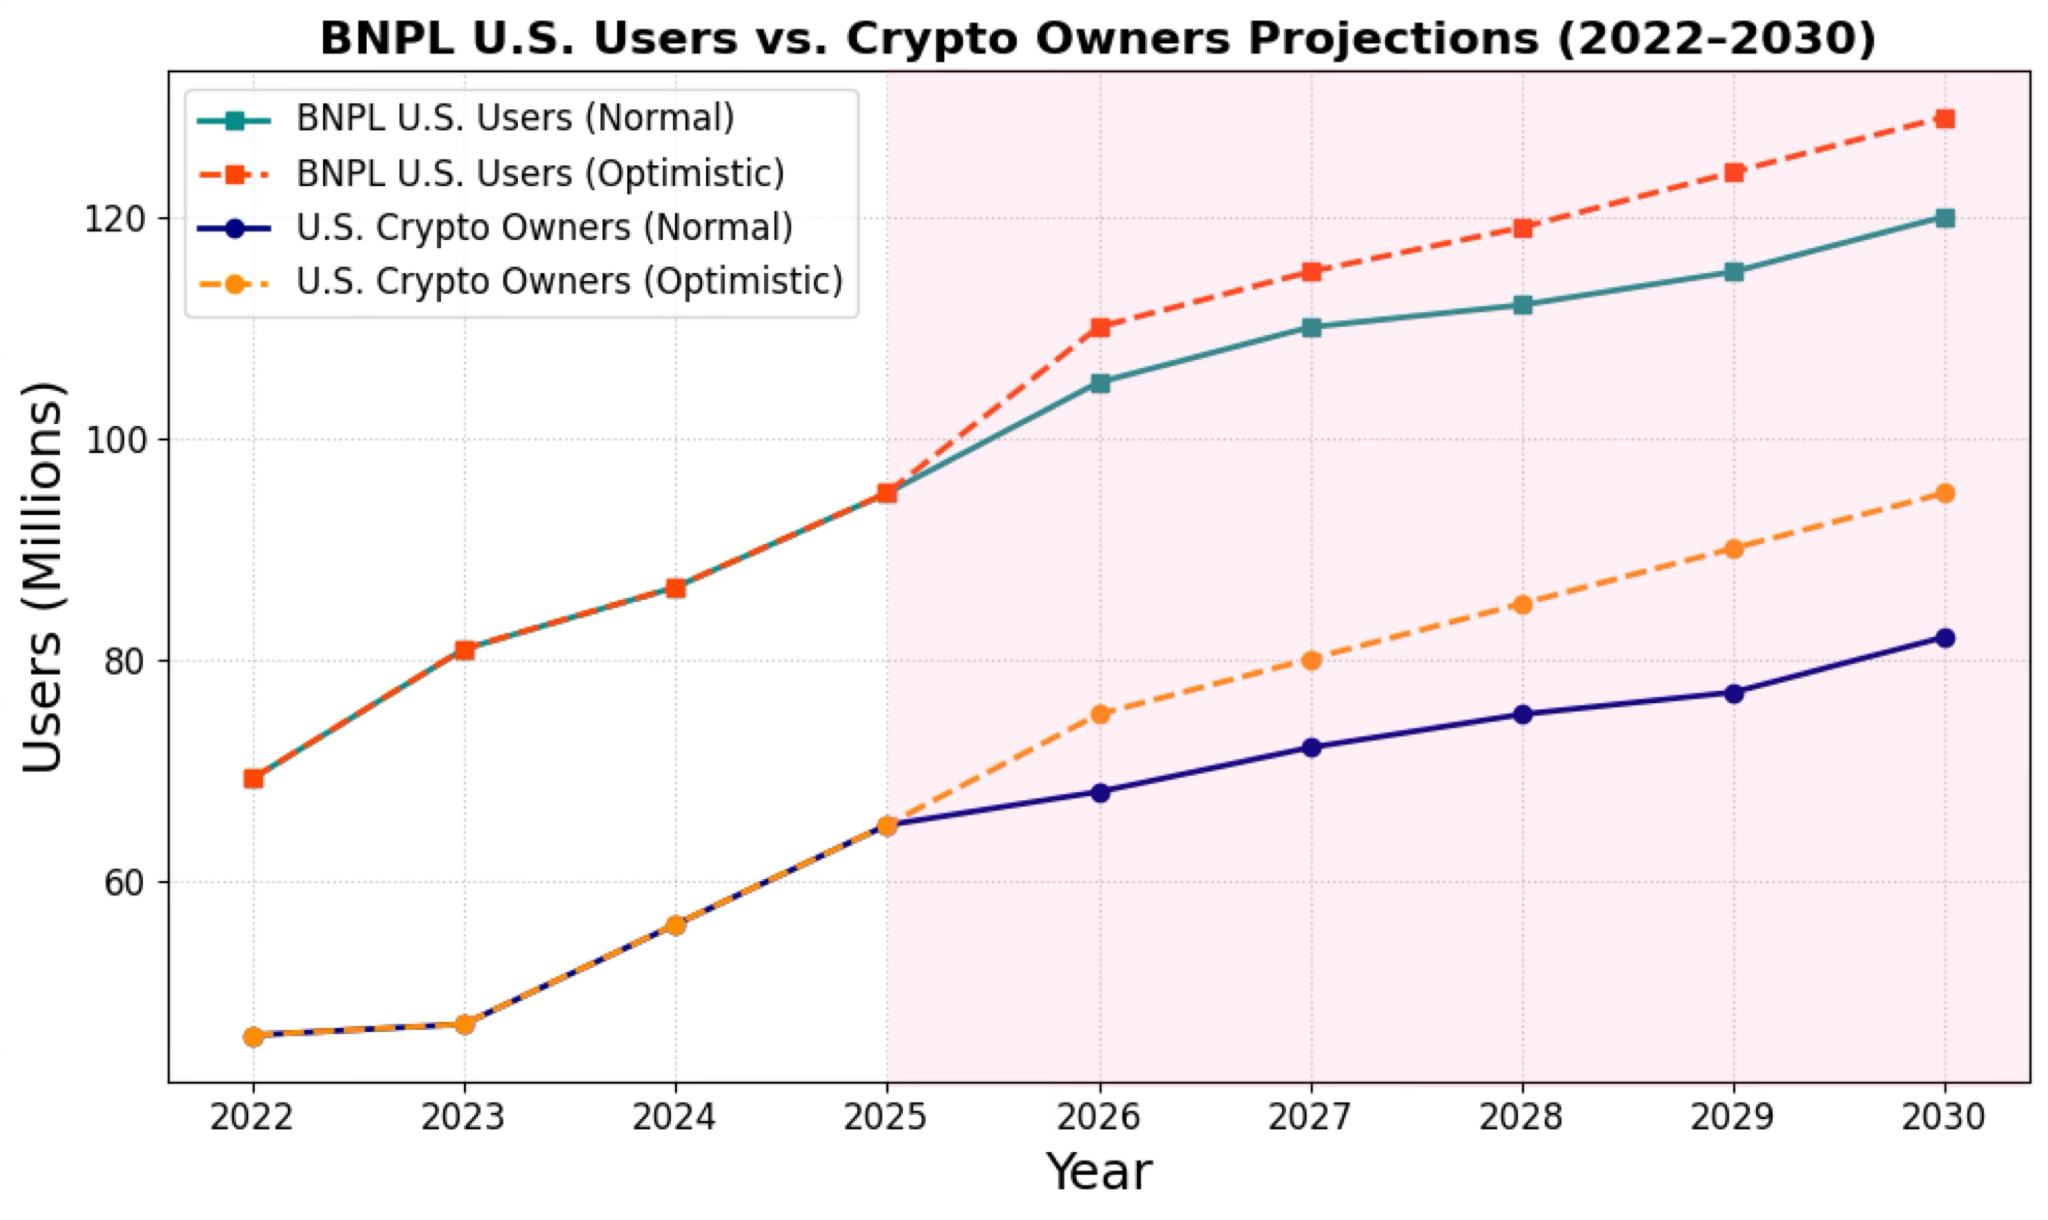 BNPL U.S. Users vs. Crypto Owners Projections (2022–2030)
BNPL U.S. Users (Normal)
BNPL U.S. Users (Optimistic)
U.S. Crypto Owners (Normal)
U.S. Crypto Owners (Optimistic)
120
100
80
60
Users (Millions)
2022 2023 2024 2025 2026 2027 2028 2029 2030
Year